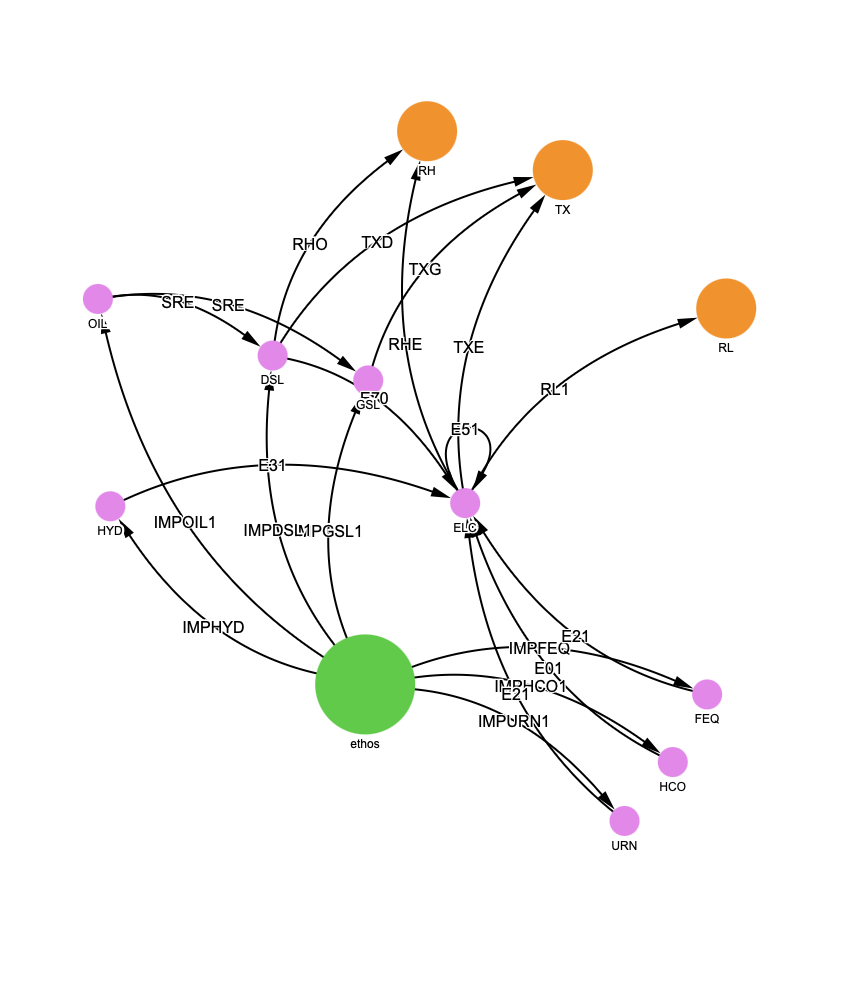 RH
TX
RHO
TXD
TXG
OIL
SRE
SRE
RL
RHE
TXE
DSL
GSL
E70
RL1
E51
E31
HYD
IMPOIL1
IMPDSL1
IMPGSL1
ELC
IMPHYD
E21
IMPFEQ
E01
IMPHCO1
E21
FEQ
IMPURN1
ethos
HCO
URN